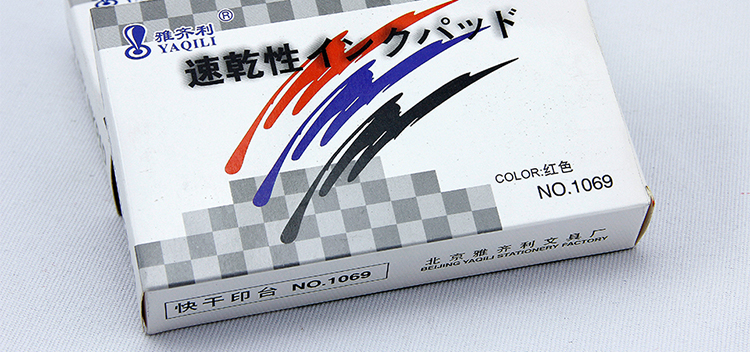 雅齐利®
YAQILI
速乾性インクパッド
COLOR:红色
NO.1069
北京雅齐利文具厂
BEIJING YAQILI STATIONERY FACTORY
快干印台 NO.1069